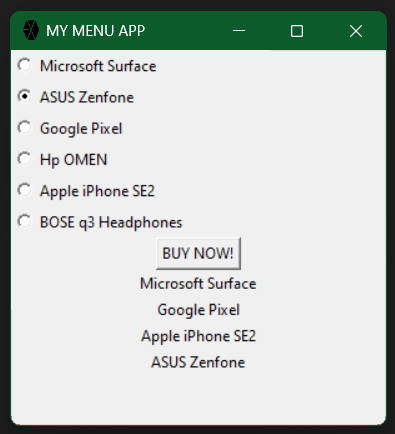 MY MENU APP
Microsoft Surface
ASUS Zenfone
Google Pixel
Hp OMEN
Apple iPhone SE2
BOSE q3 Headphones
BUY NOW!
Microsoft Surface
Google Pixel
Apple iPhone SE2
ASUS Zenfone